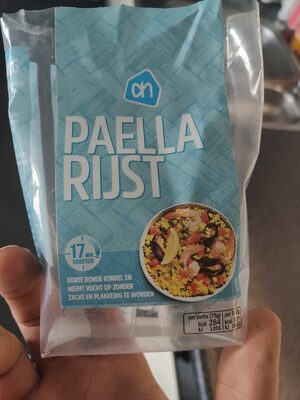 ah
PAELLA
RIJST
17 MIN.
KOOKTIJD
KORTE RONDE KORREL EN
NEEMT VOCHT OP ZONDER
ZACHT EN PLAKKERIG TE WORDEN
per portie (75g)
kcal 284
kJ 1206